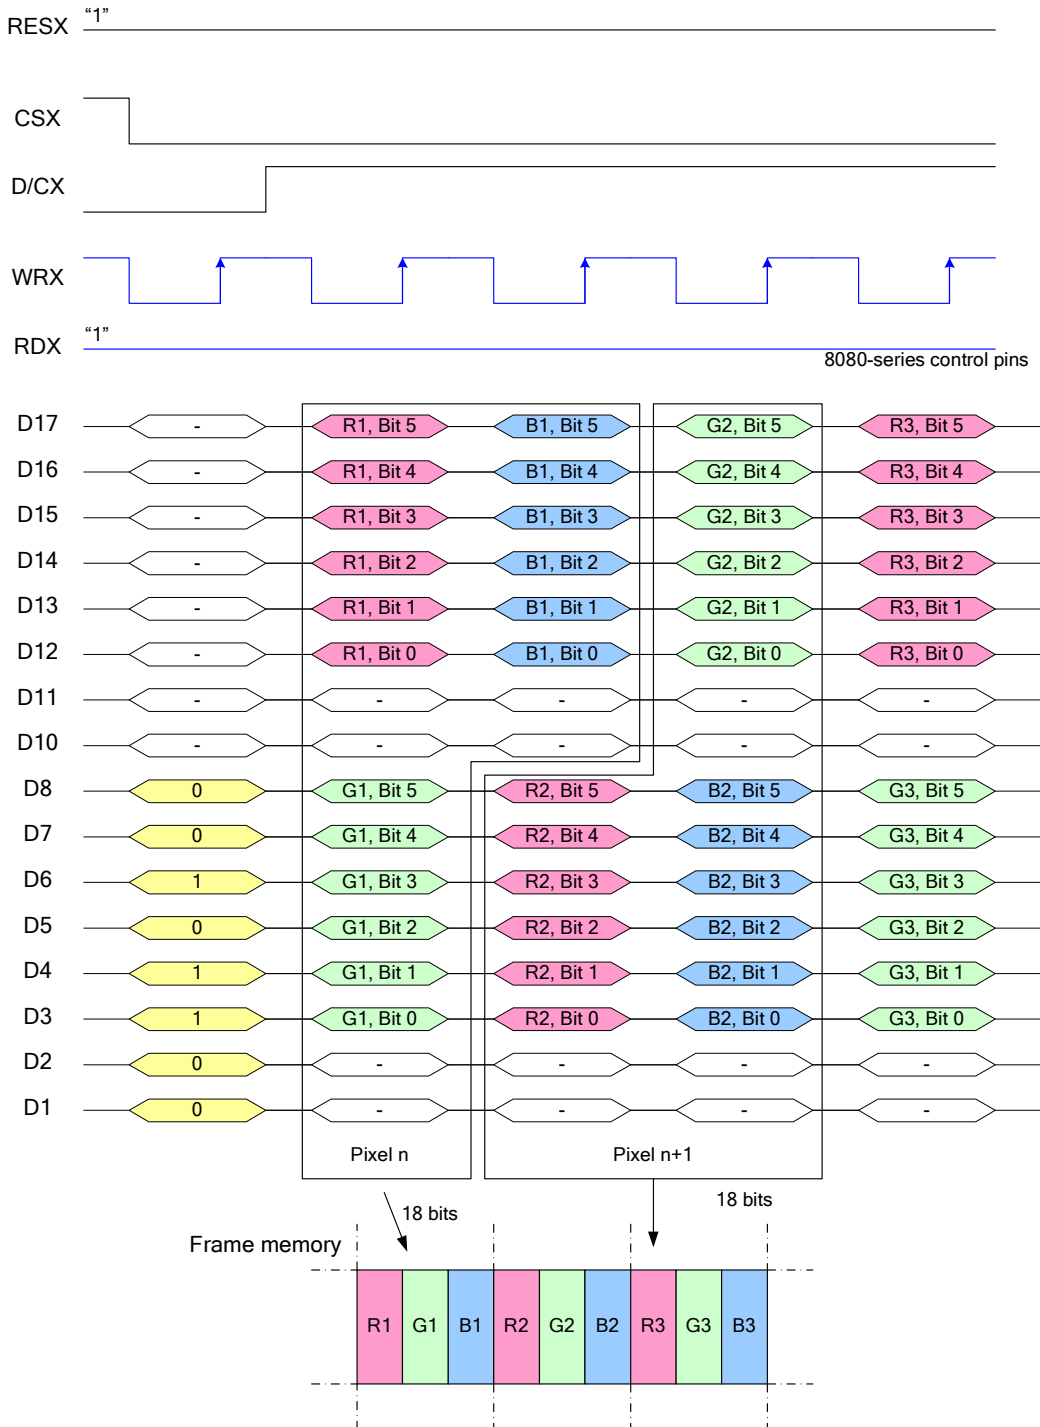 RESX “1”
CSX
D/CX
WRX
RDX “1”
8080-series control pins
D17 - R1, Bit 5 B1, Bit 5 G2, Bit 5 R3, Bit 5
D16 - R1, Bit 4 B1, Bit 4 G2, Bit 4 R3, Bit 4
D15 - R1, Bit 3 B1, Bit 3 G2, Bit 3 R3, Bit 3
D14 - R1, Bit 2 B1, Bit 2 G2, Bit 2 R3, Bit 2
D13 - R1, Bit 1 B1, Bit 1 G2, Bit 1 R3, Bit 1
D12 - R1, Bit 0 B1, Bit 0 G2, Bit 0 R3, Bit 0
D11 - - - - -
D10 - - - - -
D8 0 G1, Bit 5 R2, Bit 5 B2, Bit 5 G3, Bit 5
D7 0 G1, Bit 4 R2, Bit 4 B2, Bit 4 G3, Bit 4
D6 1 G1, Bit 3 R2, Bit 3 B2, Bit 3 G3, Bit 3
D5 0 G1, Bit 2 R2, Bit 2 B2, Bit 2 G3, Bit 2
D4 1 G1, Bit 1 R2, Bit 1 B2, Bit 1 G3, Bit 1
D3 1 G1, Bit 0 R2, Bit 0 B2, Bit 0 G3, Bit 0
D2 0 - - - -
D1 0 - - - -
Pixel n Pixel n+1
18 bits 18 bits
Frame memory
R1 G1 B1 R2 G2 B2 R3 G3 B3